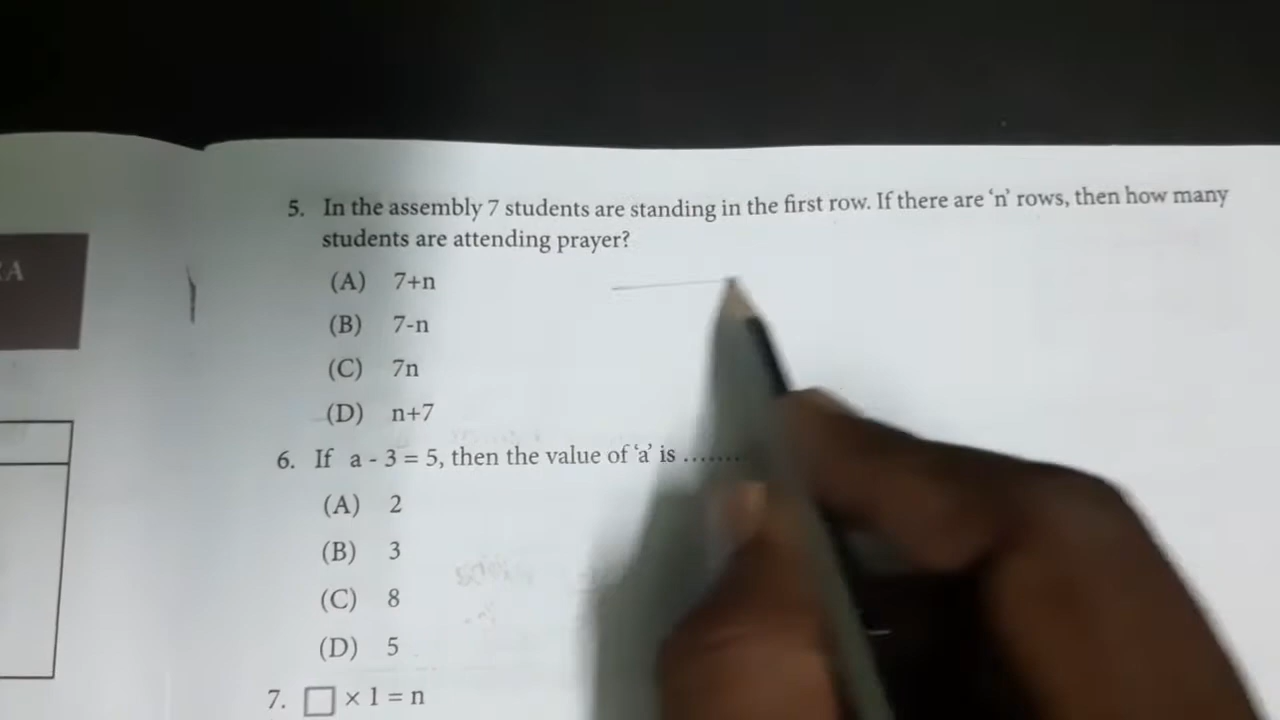 5. In the assembly 7 students are standing in the first row. If there are ‘n’ rows, then how many
students are attending prayer?
(A) 7+n
(B) 7-n
(C) 7n
(D) n+7
6. If a - 3 = 5, then the value of ‘a’ is .......
(A) 2
(B) 3
(C) 8
(D) 5
7. □ × 1 = n